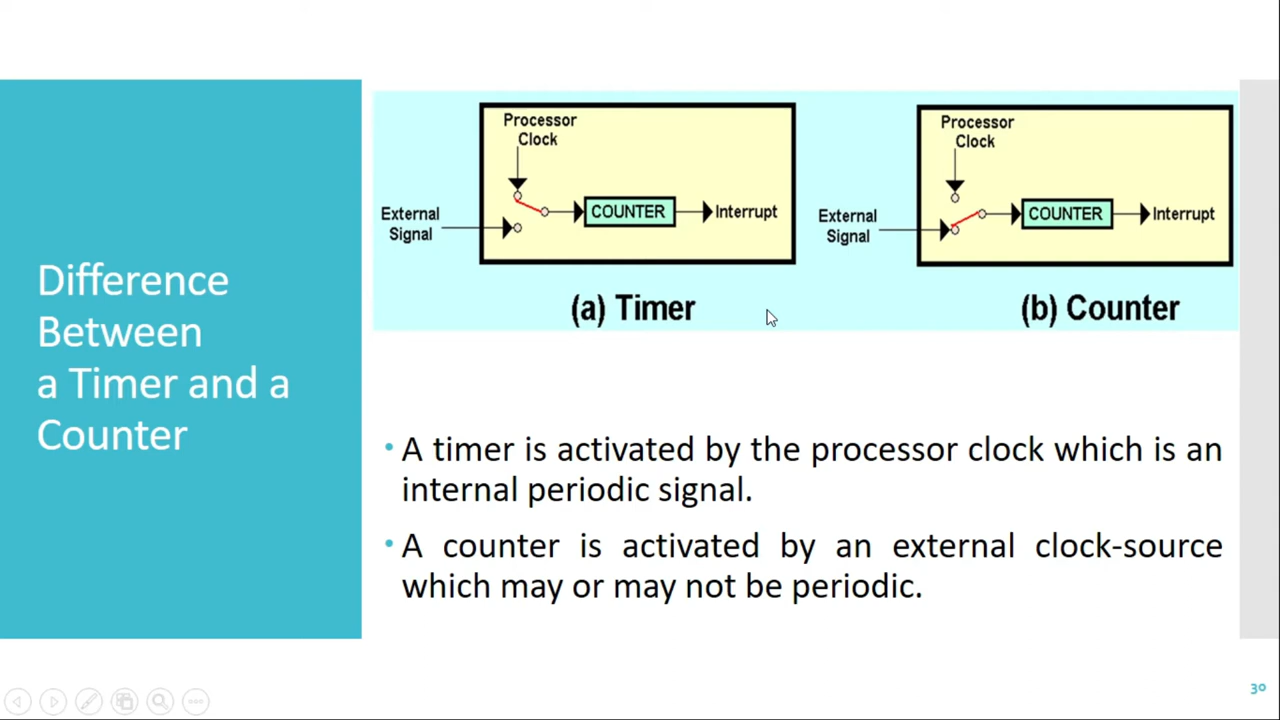 Difference
Between
a Timer and a
Counter
Processor
Clock
External
Signal
COUNTER
Interrupt
(a) Timer
Processor
Clock
External
Signal
COUNTER
Interrupt
(b) Counter
• A timer is activated by the processor clock which is an
internal periodic signal.
• A counter is activated by an external clock-source
which may or may not be periodic.
30